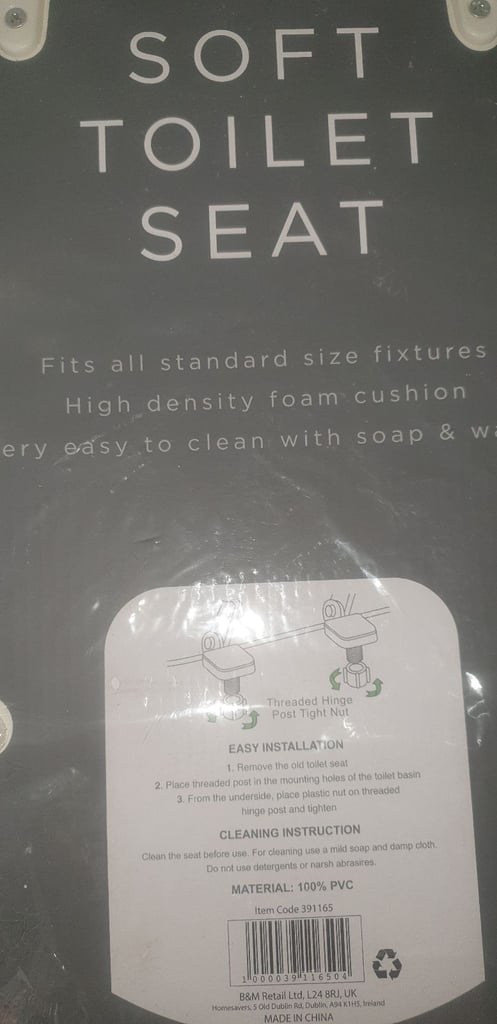 SOFT
TOILET
SEAT
Fits all standard size fixtures
High density foam cushion
ery easy to clean with soap & wa
Threaded Hinge
Post Tight Nut
EASY INSTALLATION
1. Remove the old toilet seat
2. Place threaded post in the mounting holes of the toilet basin
3. From the underside, place plastic nut on threaded
hinge post and tighten
CLEANING INSTRUCTION
Clean the seat before use. For cleaning use a mild soap and damp cloth.
Do not use detergents or narsh abrasires.
MATERIAL: 100% PVC
Item Code 391165
1000039116504
B&M Retail Ltd, L24 8RJ, UK
Homesavers, 5 Old Dublin Rd, Dublin, A94 K1H5, Ireland
MADE IN CHINA